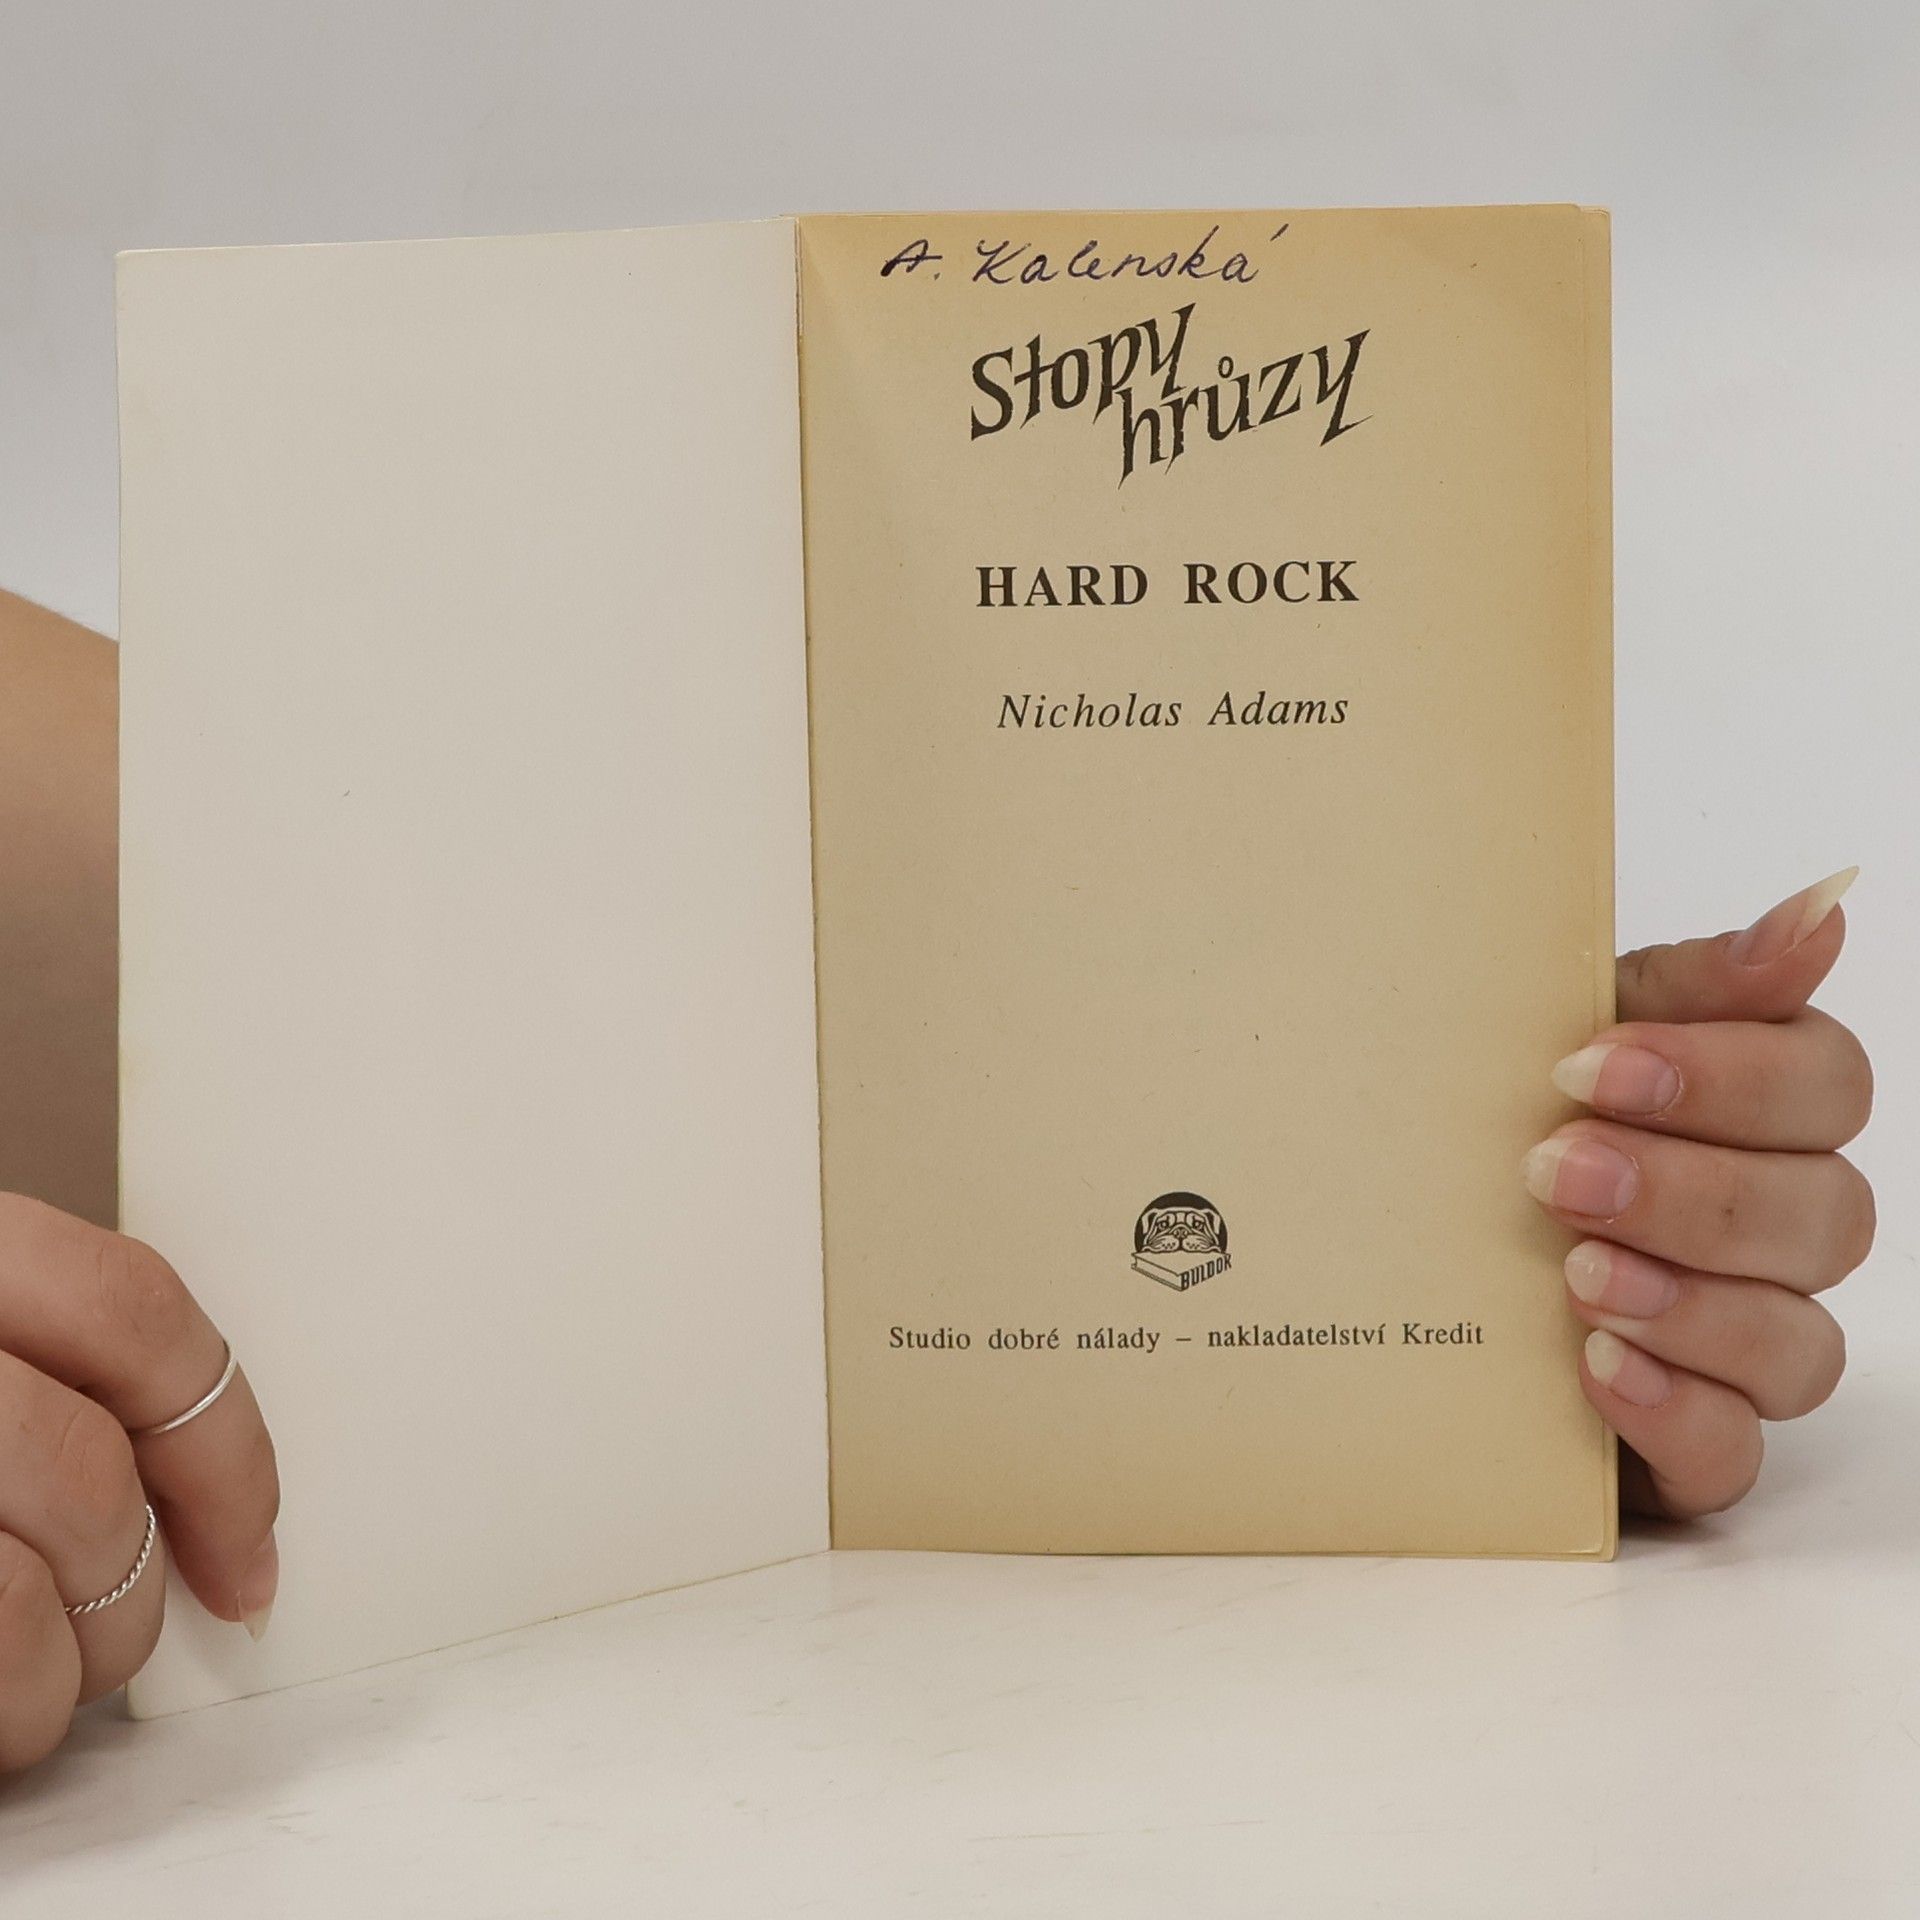 A. Kalenská
Stopy
hrůzy
HARD ROCK
Nicholas Adams
BULDOK
Studio dobré nálady – nakladatelství Kredit